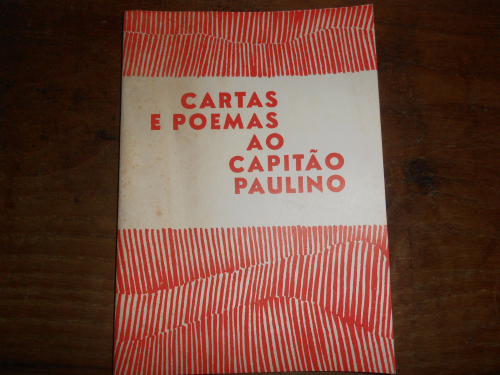 CARTAS
E POEMAS
AO
CAPITÃO
PAULINO